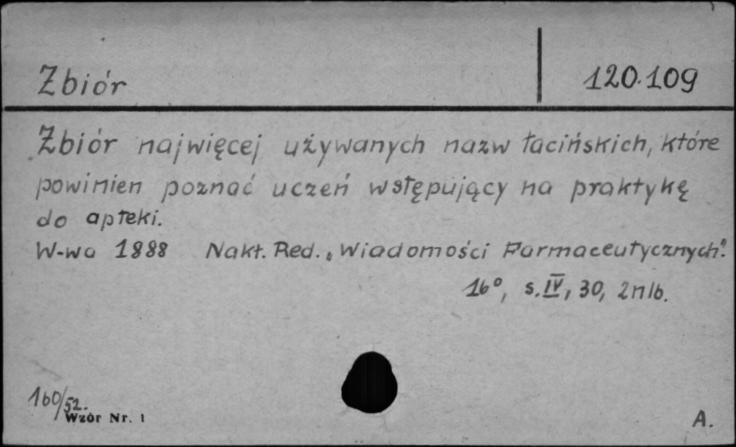 Zbiór 120.109
Zbiór najwięcej używanych nazw łacińskich, które
powinien poznać uczeń wstępujący na praktykę
do apteki.
W-wa 1888 Nakł. Red. „Wiadomości Farmaceutycznych".
16°, s. IV, 30, 2nlb.
160/52.
Wzór Nr. 1 A.